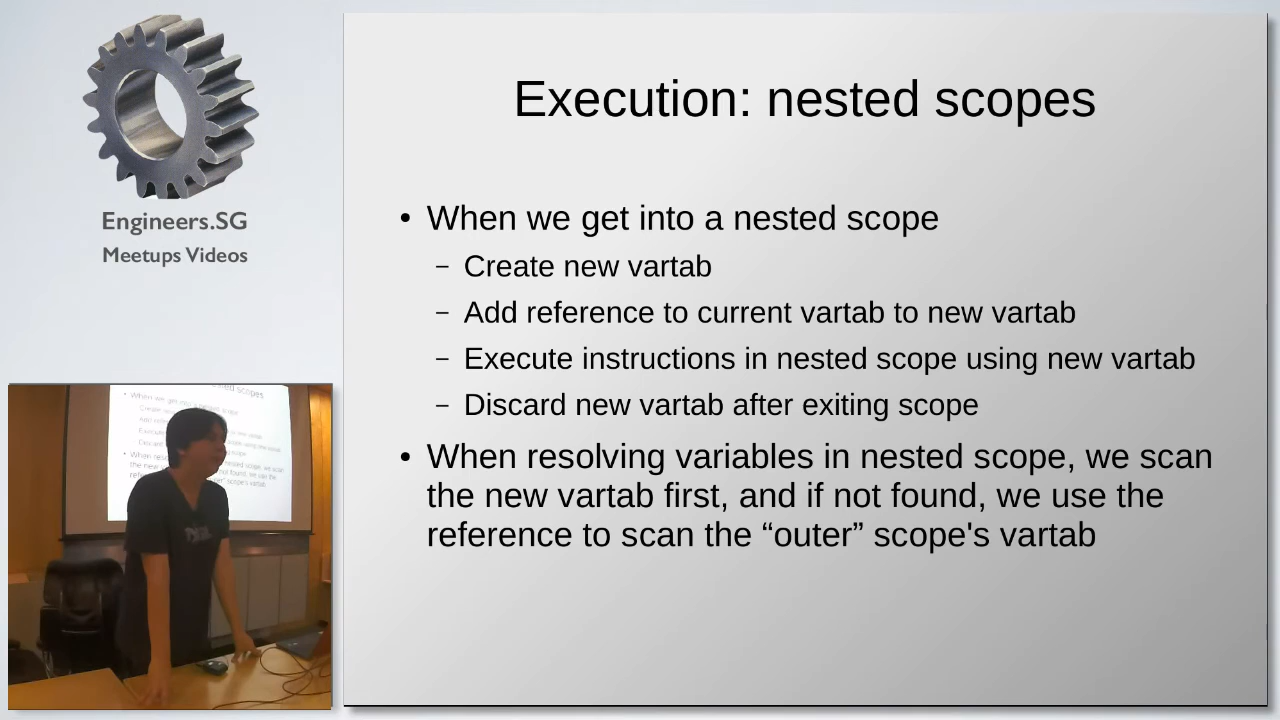 Engineers.SG
Meetups Videos
Execution: nested scopes
• When we get into a nested scope
– Create new vartab
– Add reference to current vartab to new vartab
– Execute instructions in nested scope using new vartab
– Discard new vartab after exiting scope
• When resolving variables in nested scope, we scan
the new vartab first, and if not found, we use the
reference to scan the “outer” scope's vartab